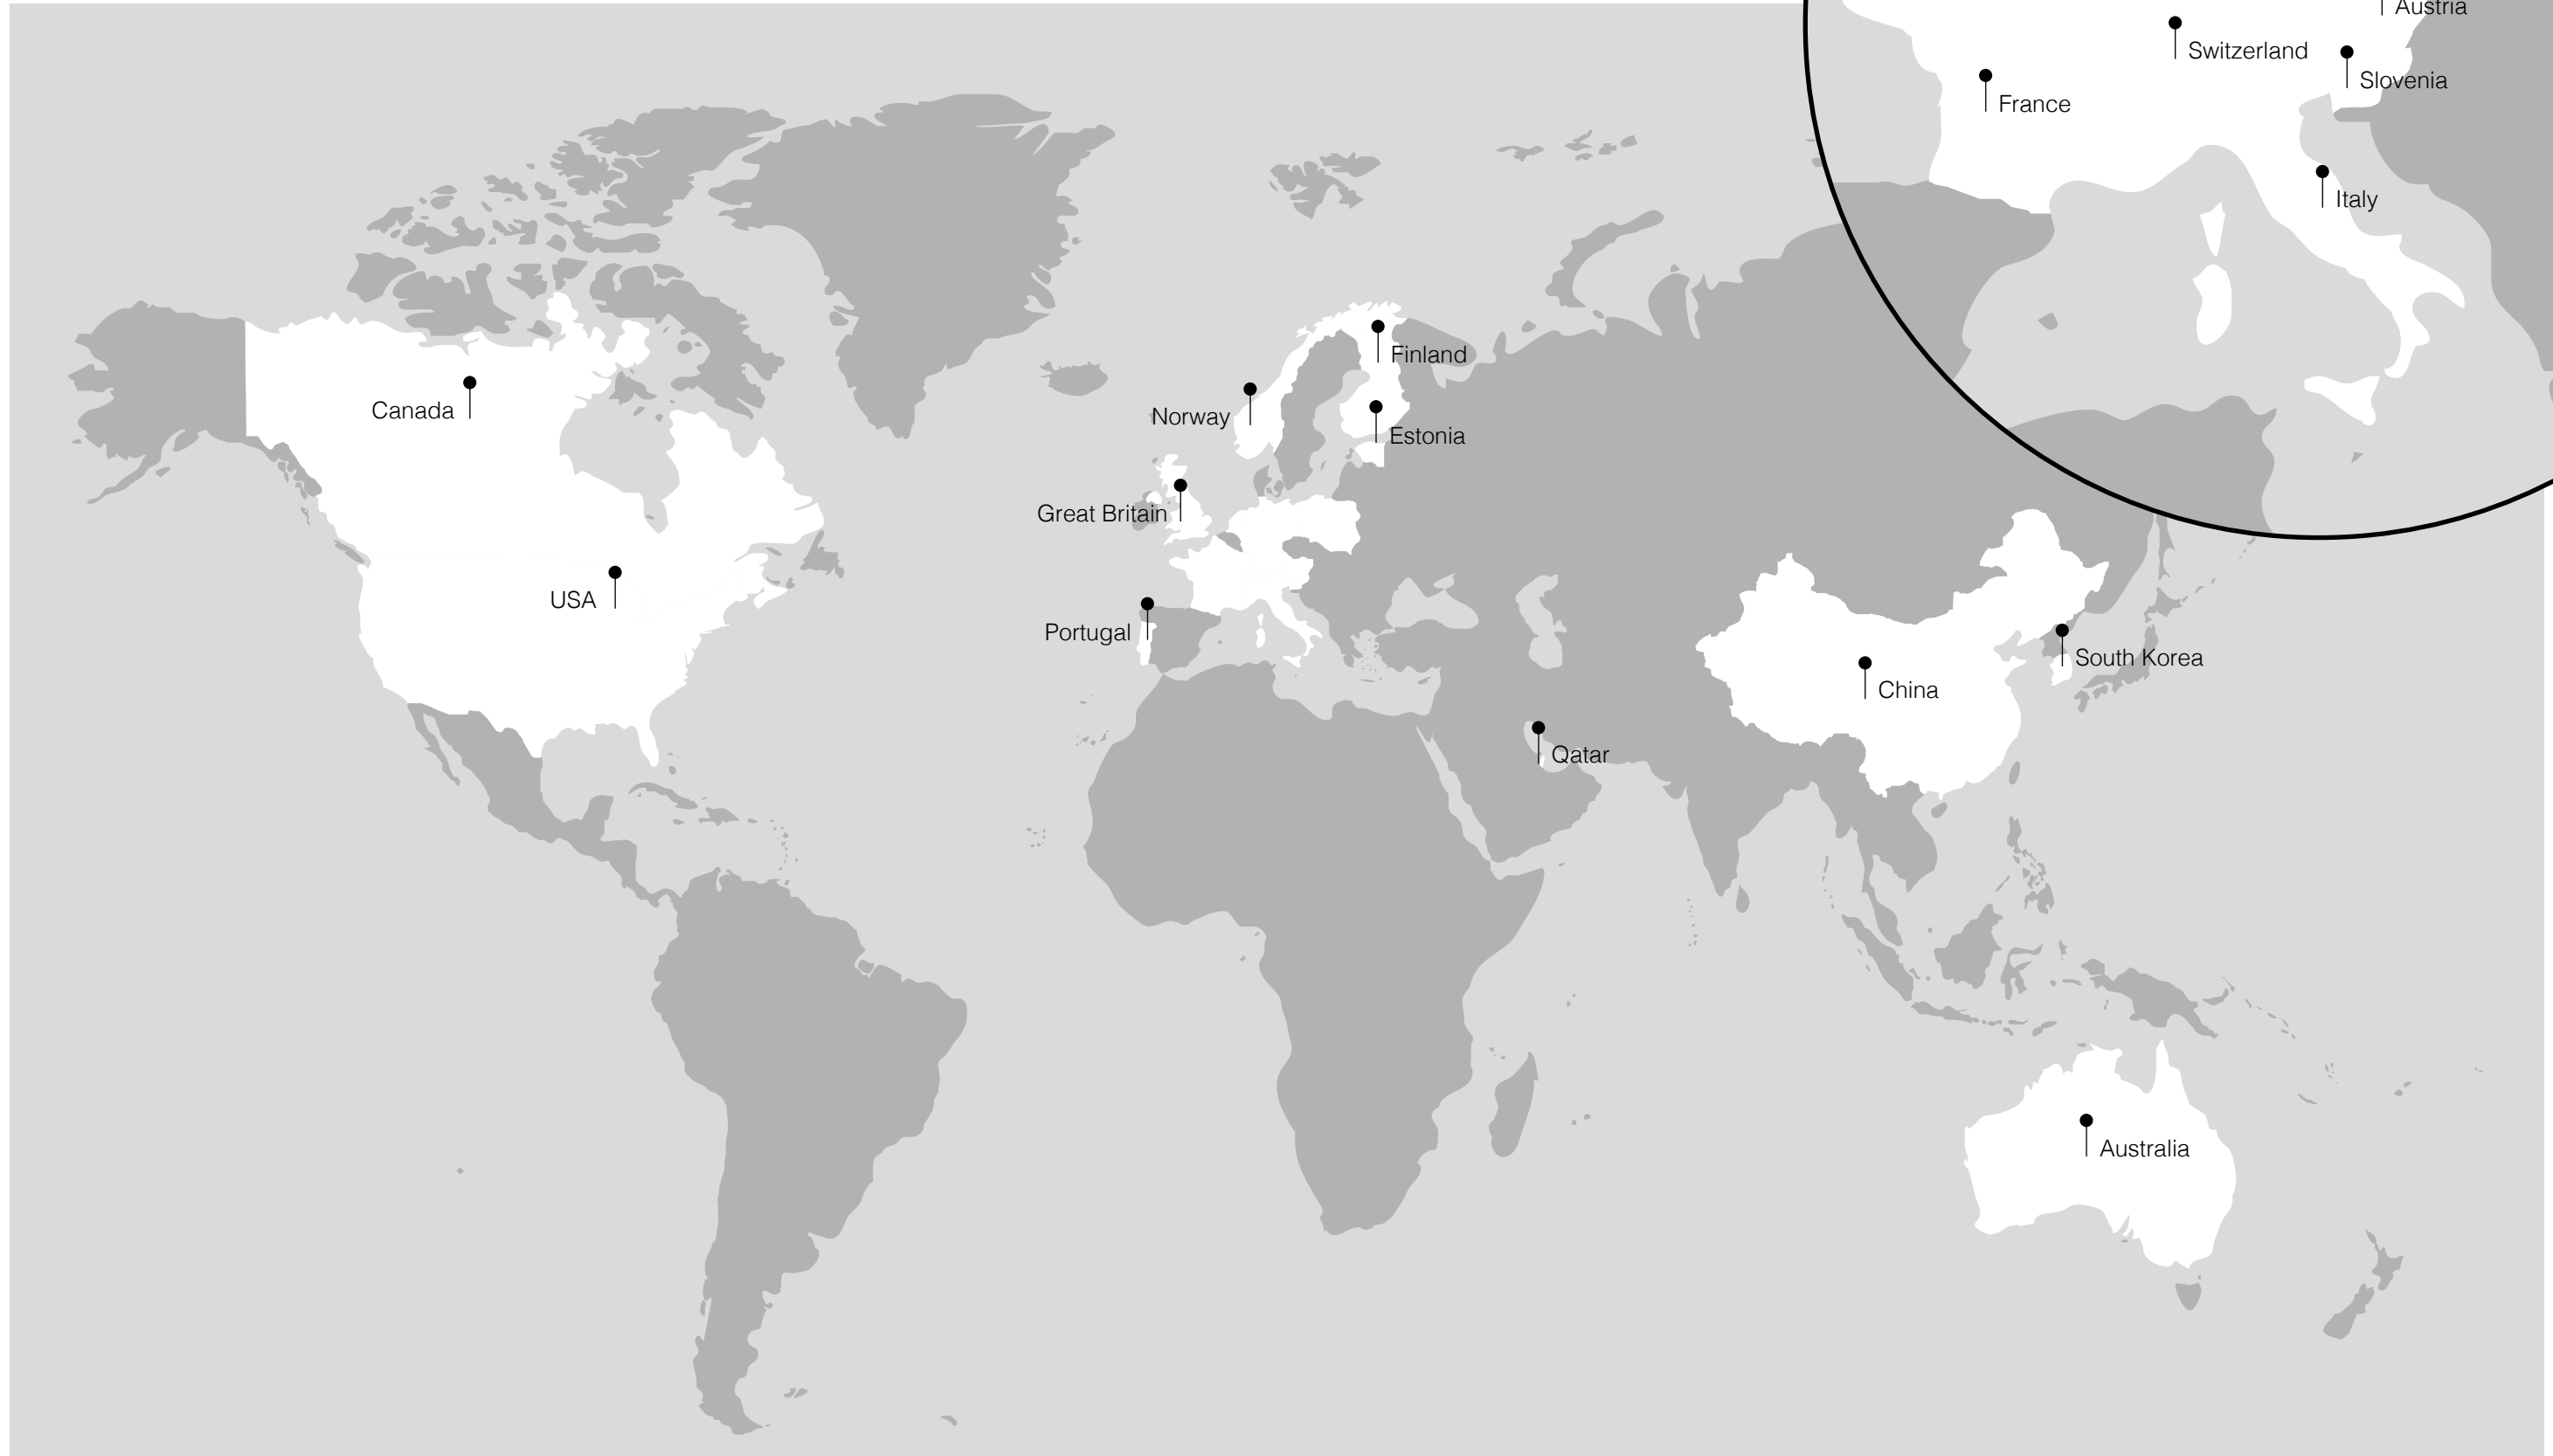 Austria
Switzerland
Slovenia
France
Italy
Finland
Canada
Norway
Estonia
Great Britain
USA
Portugal
South Korea
China
Qatar
Australia